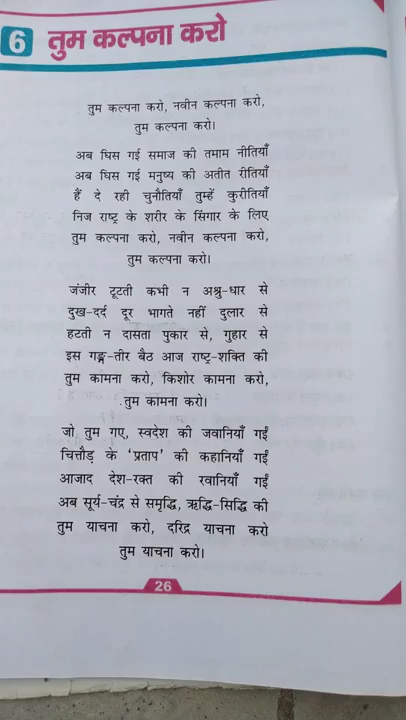 6 तुम कल्पना करो
तुम कल्पना करो, नवीन कल्पना करो,
तुम कल्पना करो।
अब घिस गई समाज की तमाम नीतियाँ
अब घिस गई मनुष्य की अतीत रीतियाँ
हैं दे रही चुनौतियाँ तुम्हें कुरीतियाँ
निज राष्ट्र के शरीर के सिंगार के लिए
तुम कल्पना करो, नवीन कल्पना करो,
तुम कल्पना करो।
जंजीर टूटती कभी न अश्रु-धार से
दुख-दर्द दूर भागते नहीं दुलार से
हटती न दासता पुकार से, गुहार से
इस गङ्ग-तीर बैठ आज राष्ट्र-शक्ति की
तुम कामना करो, किशोर कामना करो,
तुम कामना करो।
जो तुम गए, स्वदेश की जवानियाँ गईं
चित्तौड़ के 'प्रताप' की कहानियाँ गईं
आजाद देश-रक्त की रवानियाँ गईं
अब सूर्य-चंद्र से समृद्धि, ऋद्धि-सिद्धि की
तुम याचना करो, दरिद्र याचना करो
तुम याचना करो।
26